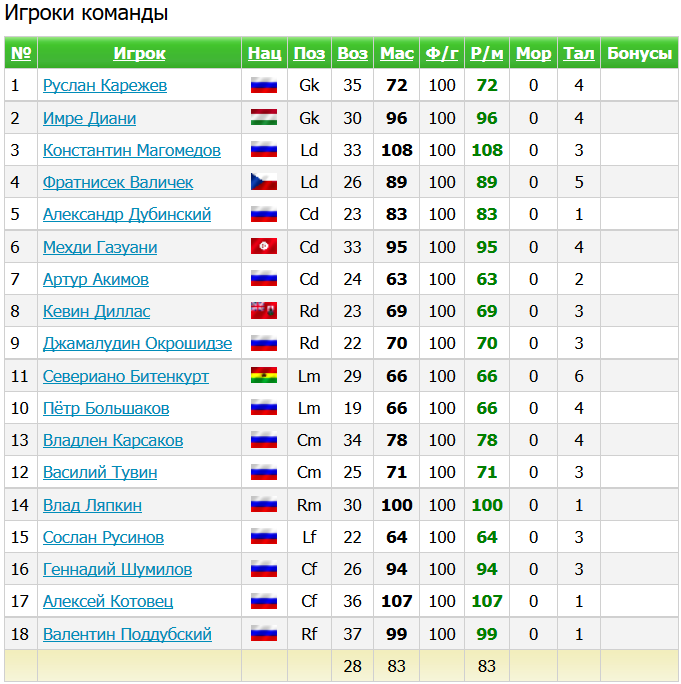 Игроки команды
№ Игрок Нац Поз Воз Мас Ф/г Р/м Мор Тал Бонусы
1 Руслан Карежев Gk 35 72 100 72 0 4
2 Имре Диани Gk 30 96 100 96 0 4
3 Константин Магомедов Ld 33 108 100 108 0 3
4 Фратнисек Валичек Ld 26 89 100 89 0 5
5 Александр Дубинский Cd 23 83 100 83 0 1
6 Мехди Газуани Cd 33 95 100 95 0 4
7 Артур Акимов Cd 24 63 100 63 0 2
8 Кевин Диллас Rd 23 69 100 69 0 3
9 Джамалудин Окрошидзе Rd 22 70 100 70 0 3
11 Севериано Битенкурт Lm 29 66 100 66 0 6
10 Пётр Большаков Lm 19 66 100 66 0 4
13 Владлен Карсаков Cm 34 78 100 78 0 4
12 Василий Тувин Cm 25 71 100 71 0 3
14 Влад Ляпкин Rm 30 100 100 100 0 1
15 Сослан Русинов Lf 22 64 100 64 0 3
16 Геннадий Шумилов Cf 26 94 100 94 0 3
17 Алексей Котовец Cf 36 107 100 107 0 1
18 Валентин Поддубский Rf 37 99 100 99 0 1
28 83 83